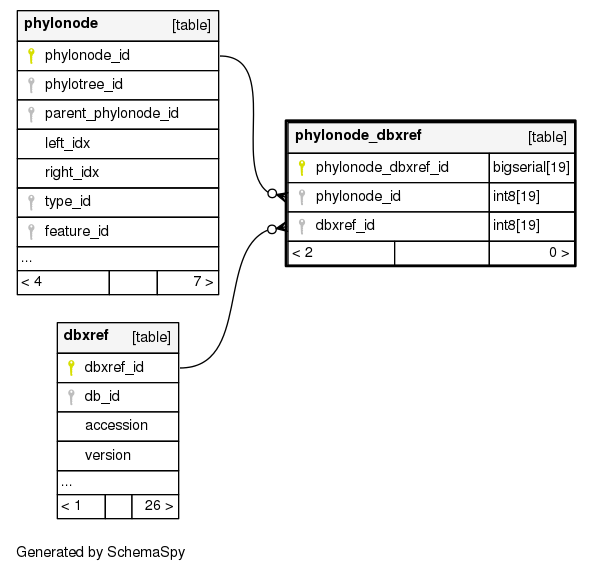 phylonode [table]
phylonode_id
phylotree_id
parent_phylonode_id
left_idx
right_idx
type_id
feature_id
...
< 4 7 >
phylonode_dbxref [table]
phylonode_dbxref_id bigserial[19]
phylonode_id int8[19]
dbxref_id int8[19]
< 2 0 >
dbxref [table]
dbxref_id
db_id
accession
version
...
< 1 26 >
Generated by SchemaSpy